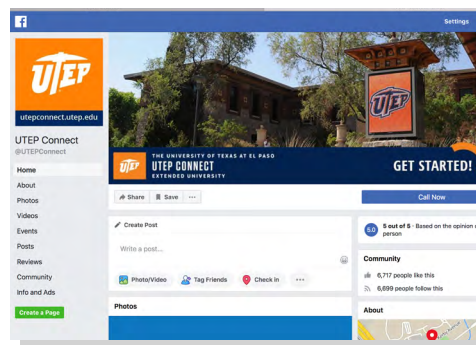 Settings
UTEP
utepconnect.utep.edu
UTEP Connect
@UTEPConnect
Home
About
Photos
Videos
Events
Posts
Reviews
Community
Info and Ads
Create a Page
UTEP
UTEP
THE UNIVERSITY OF TEXAS AT EL PASO
UTEP CONNECT
EXTENDED UNIVERSITY
GET STARTED!
Share
Save
Call Now
Create Post
Write a post...
Photo/Video
Tag Friends
Check in
Photos
5.0
5 out of 5 · Based on the opinion
person
Community
6,717 people like this
6,699 people follow this
About